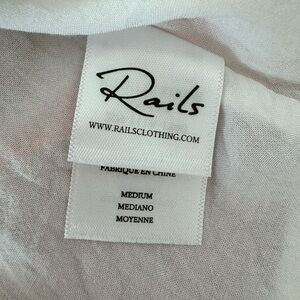 Rails
WWW.RAILSCLOTHING.COM
FABRIQUE EN CHINE
MEDIUM
MEDIANO
MOYENNE